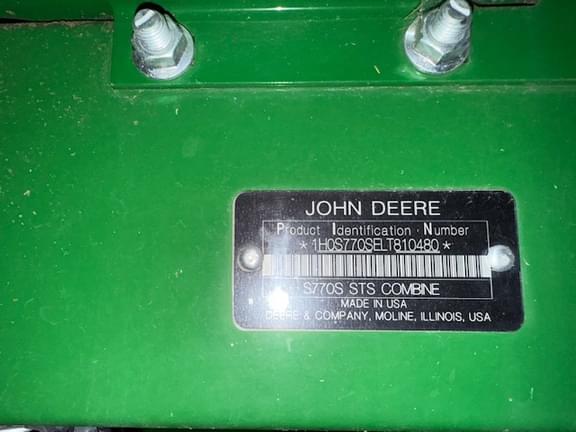 JOHN DEERE
Product Identification Number
*1H0S770SELT810480*
S770S STS COMBINE
MADE IN USA
DEERE & COMPANY, MOLINE, ILLINOIS, USA